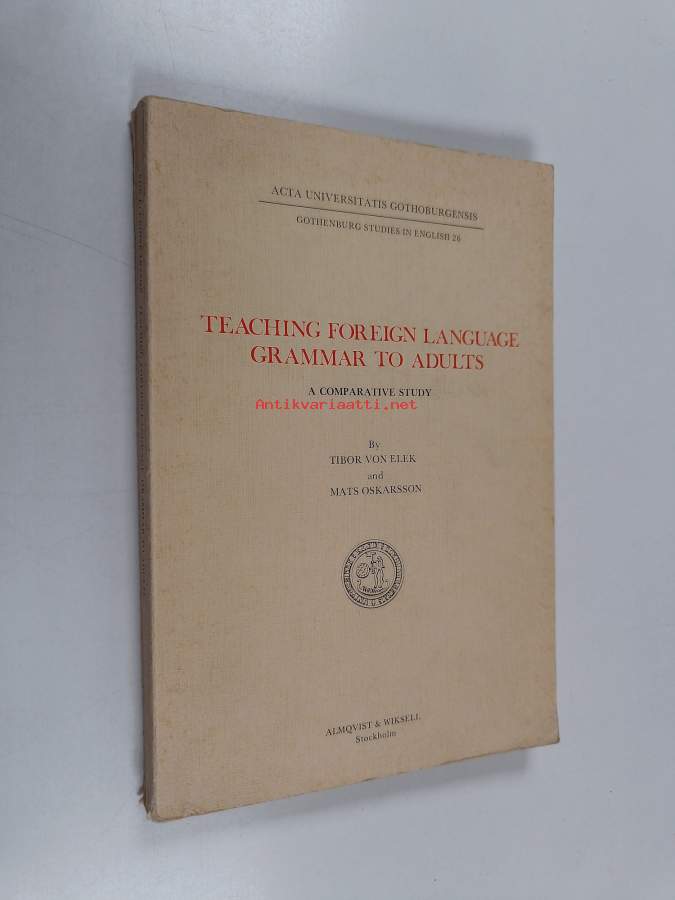 ACTA UNIVERSITATIS GOTHOBURGENSIS
GOTHENBURG STUDIES IN ENGLISH 26
TEACHING FOREIGN LANGUAGE
GRAMMAR TO ADULTS
A COMPARATIVE STUDY
Antikvariaatti.net
By
TIBOR VON ELEK
and
MATS OSKARSSON
ALMQVIST & WIKSELL
Stockholm